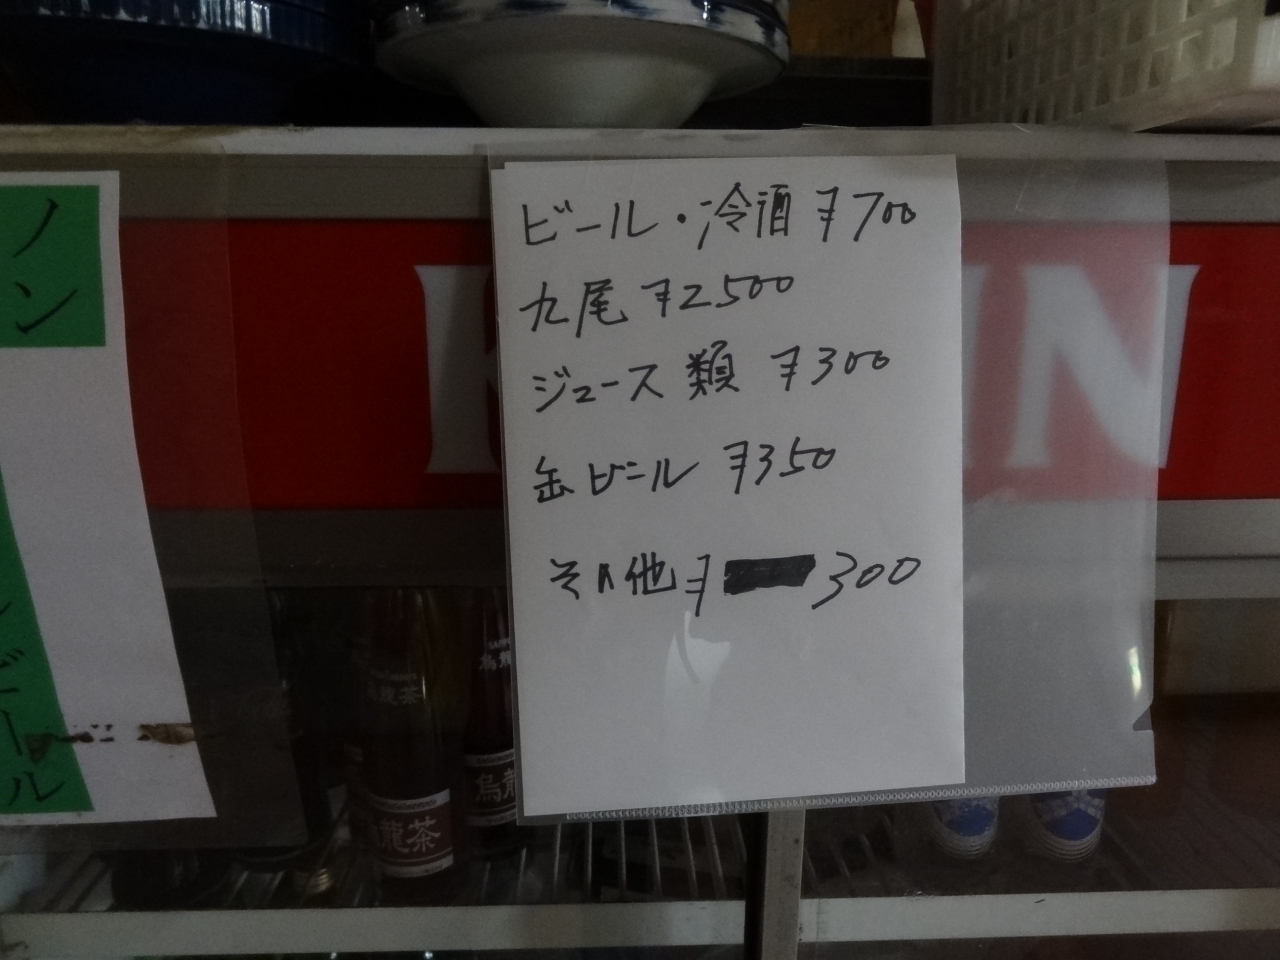 ビール・冷酒 ¥700
九尾 ¥2500
ジュース類 ¥300
缶ビール ¥350
その他 ¥ 300
ノン
ビール
烏龍茶
烏龍